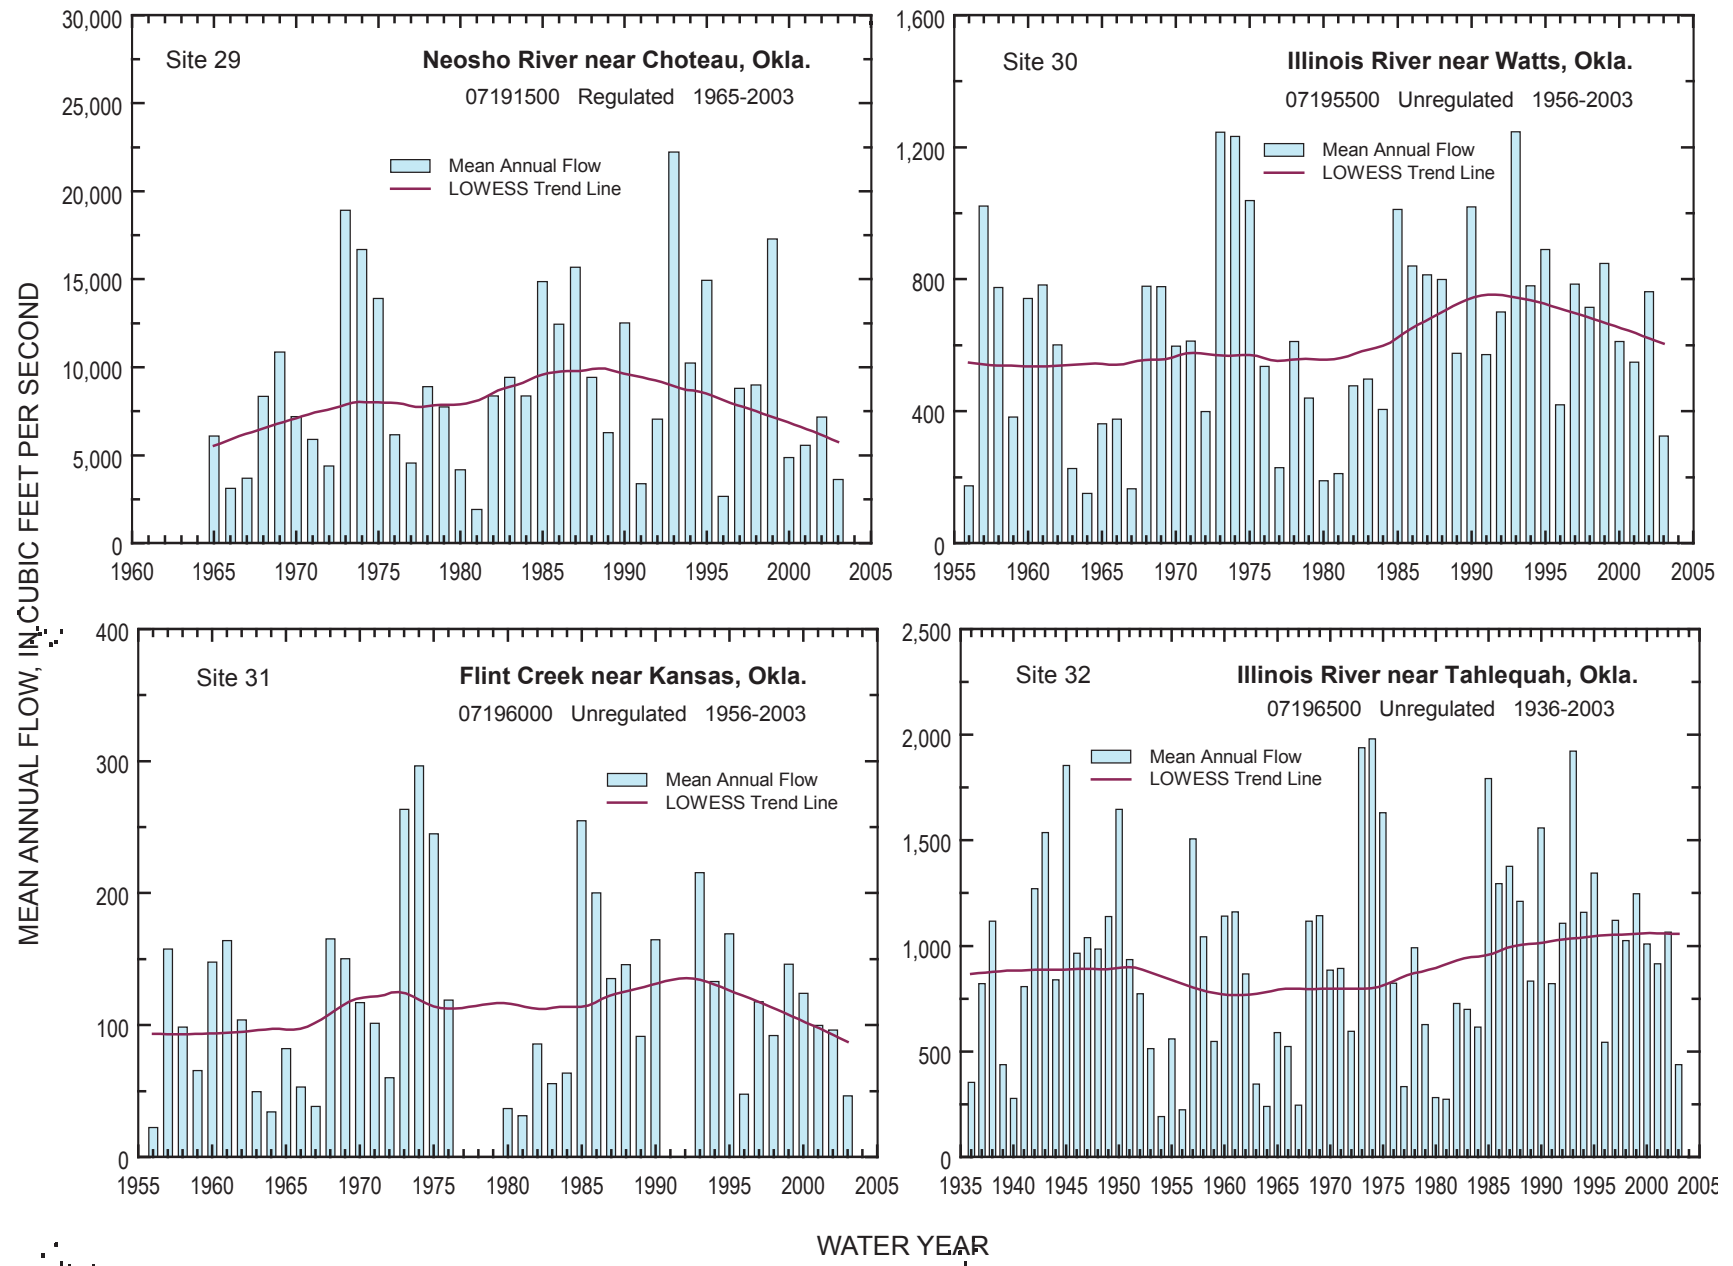 MEAN ANNUAL FLOW, IN CUBIC FEET PER SECOND
Site 29
Neosho River near Choteau, Okla.
07191500 Regulated 1965-2003
Mean Annual Flow
LOWESS Trend Line
30,000
25,000
20,000
15,000
10,000
5,000
0
1960 1965 1970 1975 1980 1985 1990 1995 2000 2005
Site 30
Illinois River near Watts, Okla.
07195500 Unregulated 1956-2003
Mean Annual Flow
LOWESS Trend Line
1,600
1,200
800
400
0
1955 1960 1965 1970 1975 1980 1985 1990 1995 2000 2005
Site 31
Flint Creek near Kansas, Okla.
07196000 Unregulated 1956-2003
Mean Annual Flow
LOWESS Trend Line
400
300
200
100
0
1955 1960 1965 1970 1975 1980 1985 1990 1995 2000 2005
Site 32
Illinois River near Tahlequah, Okla.
07196500 Unregulated 1936-2003
Mean Annual Flow
LOWESS Trend Line
2,500
2,000
1,500
1,000
500
0
1935 1940 1945 1950 1955 1960 1965 1970 1975 1980 1985 1990 1995 2000 2005
WATER YEAR